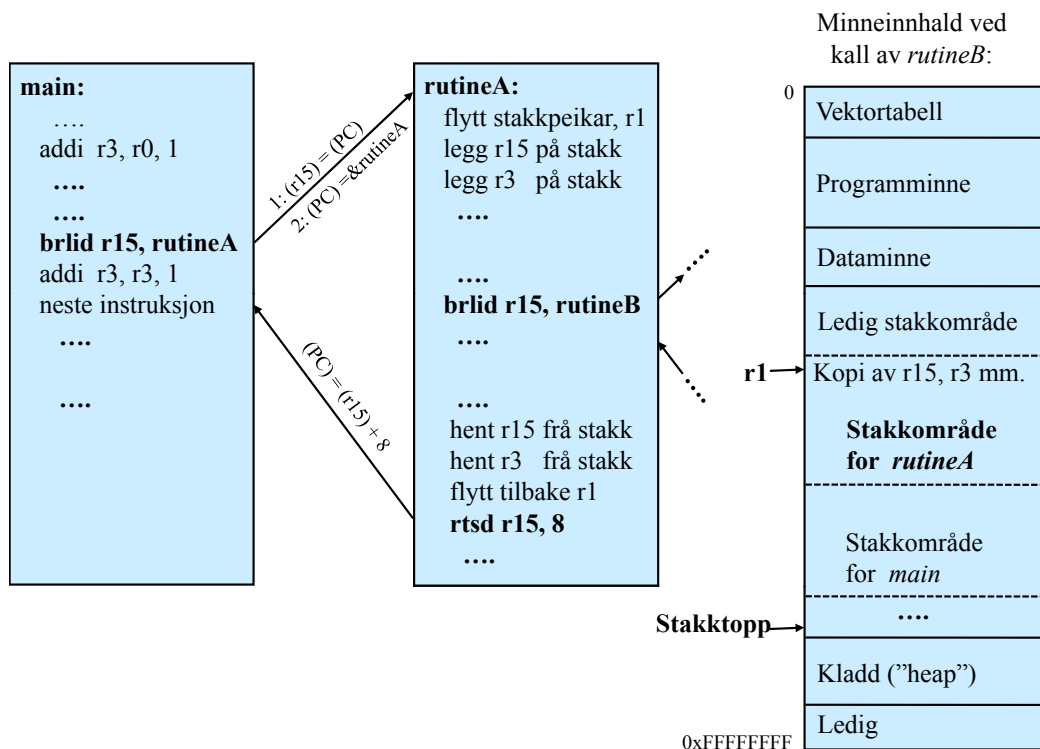 main:
....
addi r3, r0, 1
....
....
brlid r15, rutineA
addi r3, r3, 1
neste instruksjon
....
....
1: (r15) = (PC)
2: (PC) =&rutineA
(PC) = (r15) + 8
rutineA:
flytt stakkpeikar, r1
legg r15 på stakk
legg r3 på stakk
....
....
brlid r15, rutineB
....
....
hent r15 frå stakk
hent r3 frå stakk
flytt tilbake r1
rtsd r15, 8
....
Minneinnhald ved
kall av rutineB:
0
Vektortabell
Programminne
Dataminne
Ledig stakkområde
r1
Kopi av r15, r3 mm.
Stakkområde
for rutineA
Stakkområde
for main
....
Stakktopp
Kladd (”heap”)
Ledig
0xFFFFFFFF